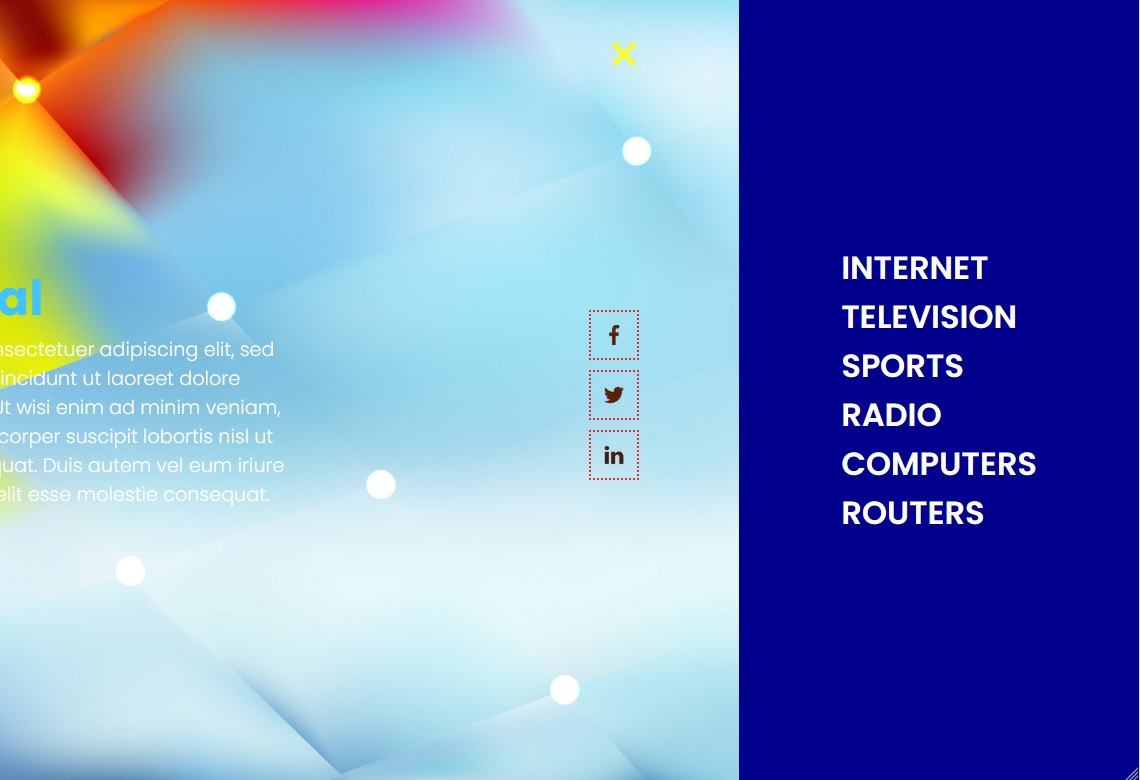 al
nsectetuer adipiscing elit, sed
incidunt ut laoreet dolore
Ut wisi enim ad minim veniam,
corper suscipit lobortis nisl ut
quat. Duis autem vel eum iriure
elit esse molestie consequat.
f
in
INTERNET
TELEVISION
SPORTS
RADIO
COMPUTERS
ROUTERS